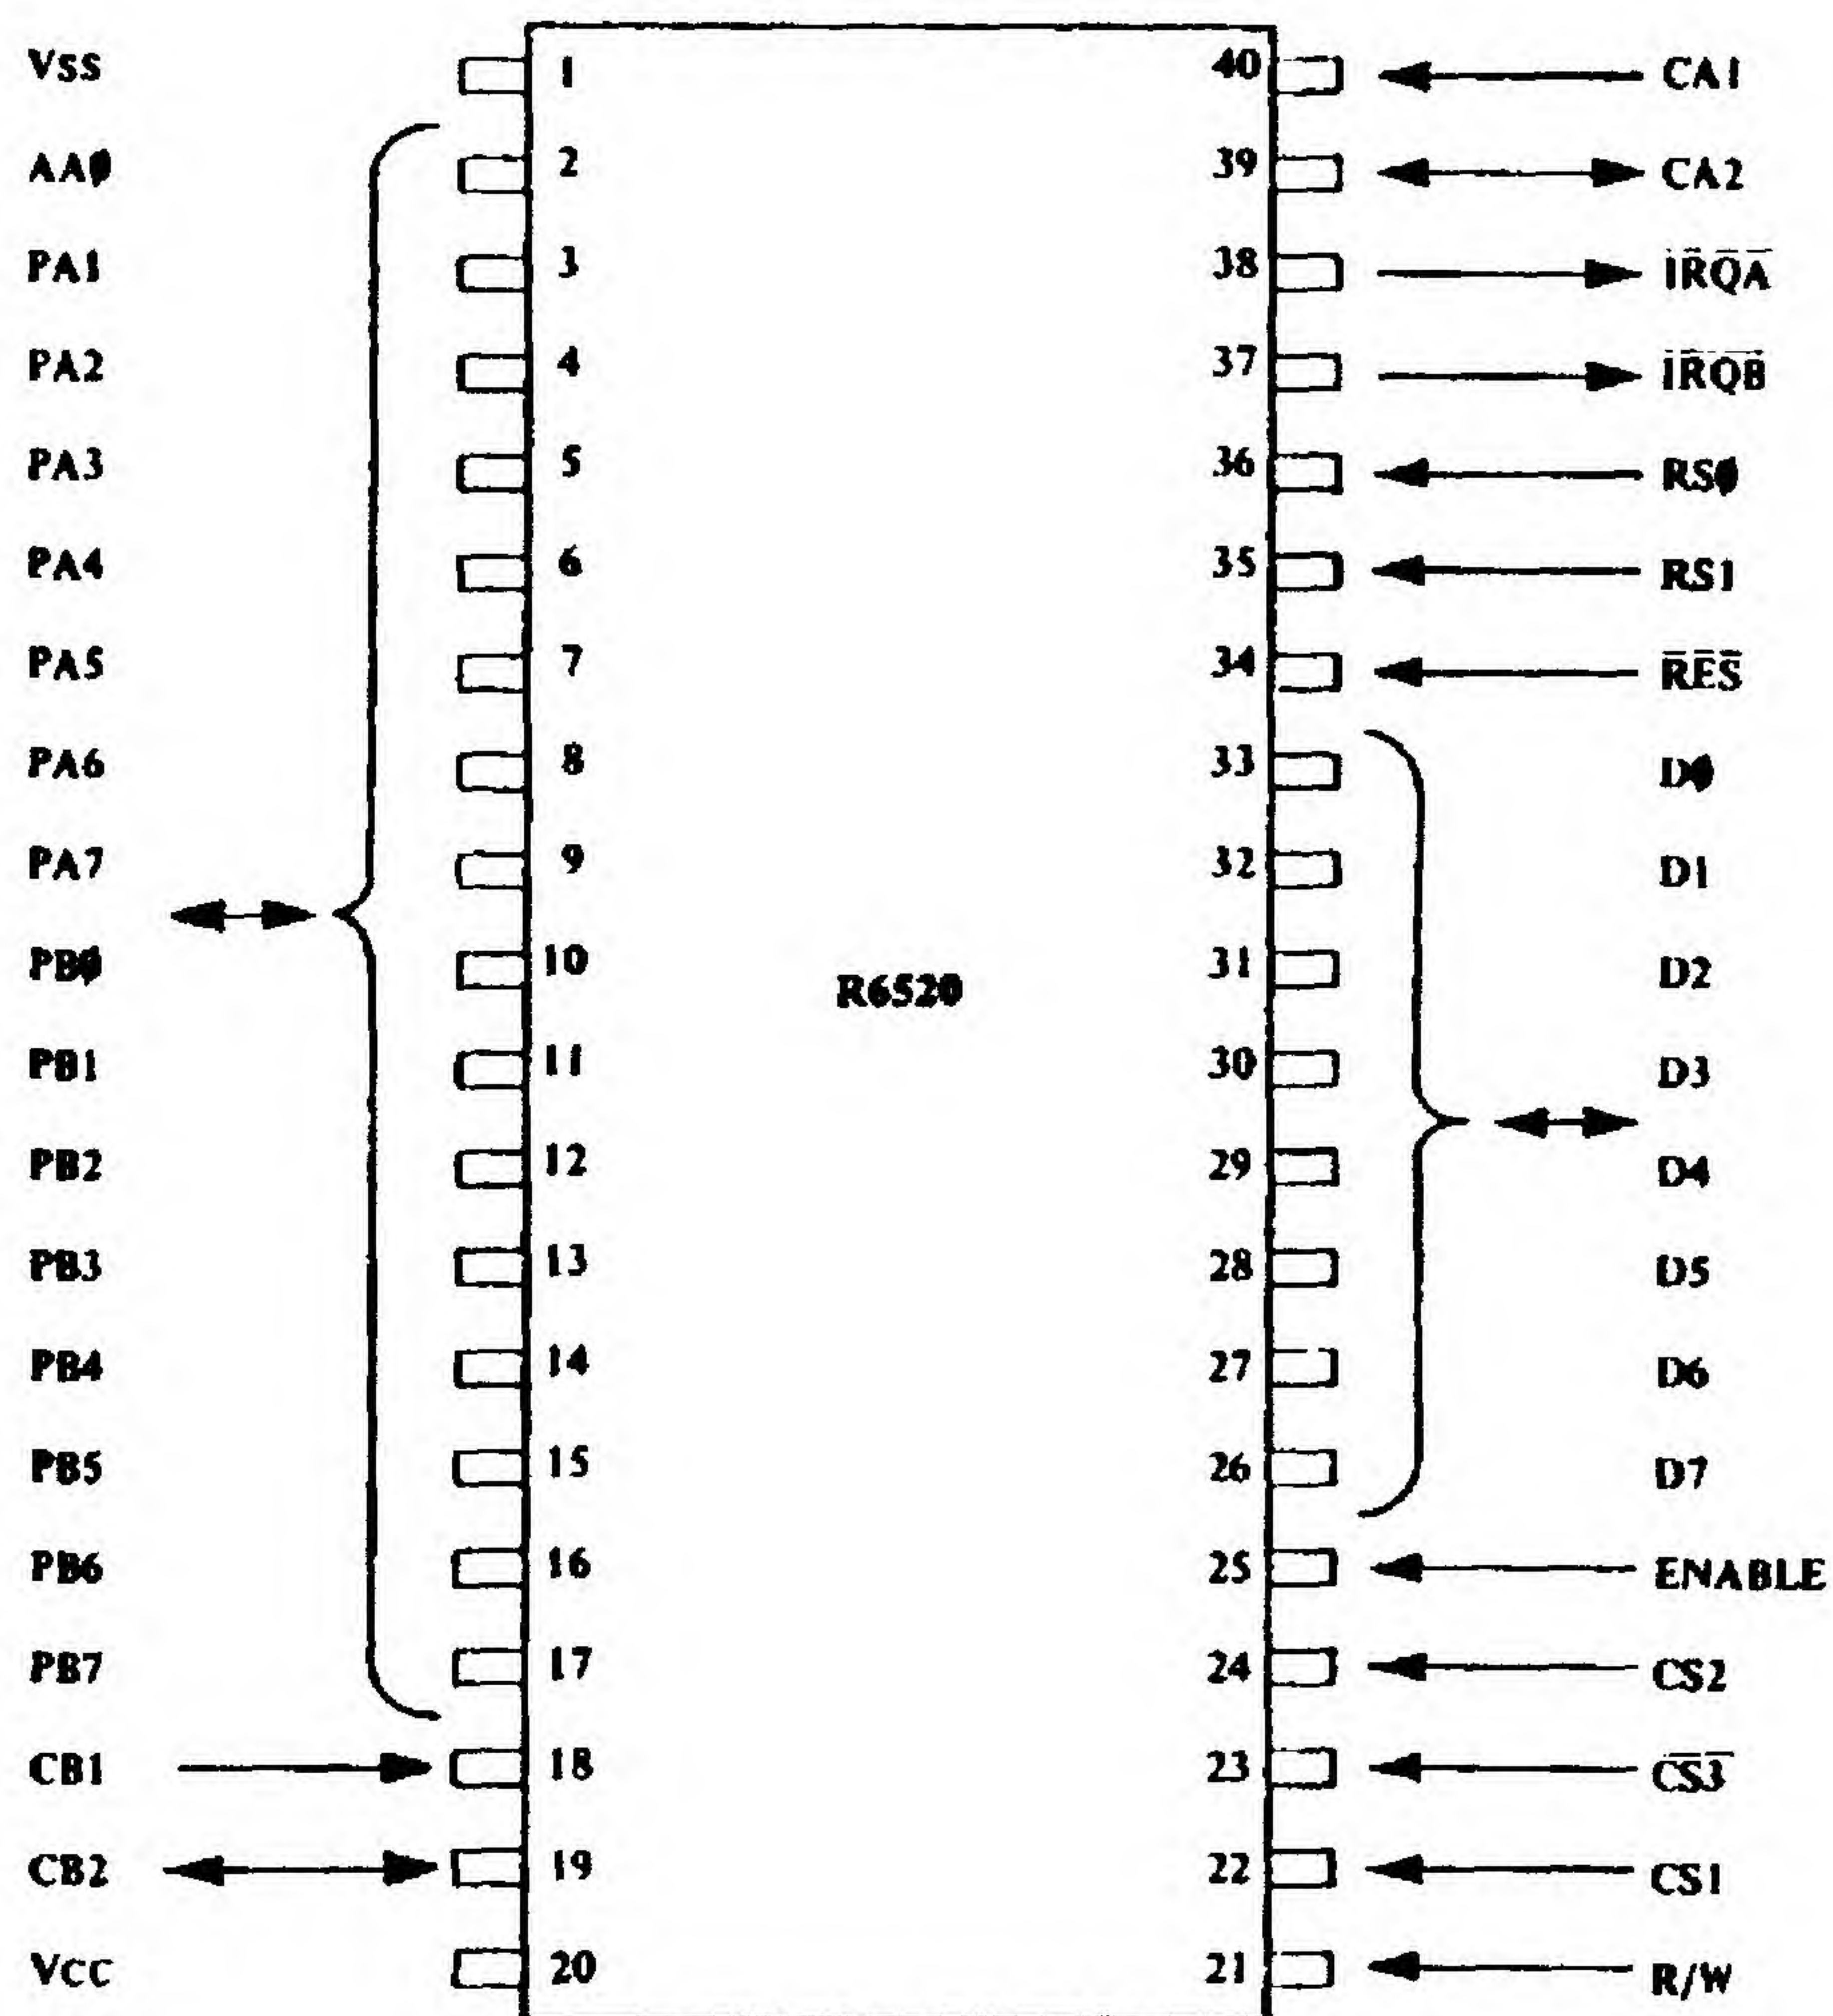 VSS 1 40 CA1
AAØ 2 39 CA2
PA1 3 38 I̅R̅Q̅A̅
PA2 4 37 I̅R̅Q̅B̅
PA3 5 36 RSØ
PA4 6 35 RS1
PA5 7 34 R̅E̅S̅
PA6 8 33 DØ
PA7 9 32 D1
PBØ 10 31 D2
R6520
PB1 11 30 D3
PB2 12 29 D4
PB3 13 28 D5
PB4 14 27 D6
PB5 15 26 D7
PB6 16 25 ENABLE
PB7 17 24 CS2
CB1 18 23 C̅S̅3̅
CB2 19 22 CS1
VCC 20 21 R/W